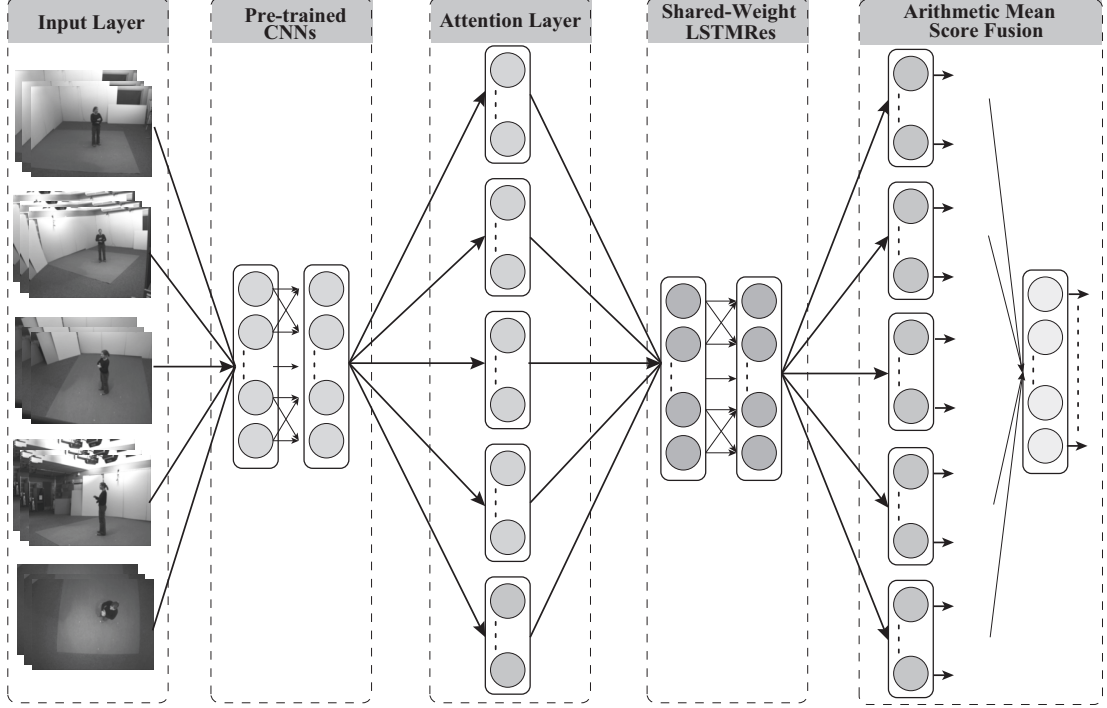 Input Layer
Pre-trained
CNNs
Attention Layer
Shared-Weight
LSTMRes
Arithmetic Mean
Score Fusion